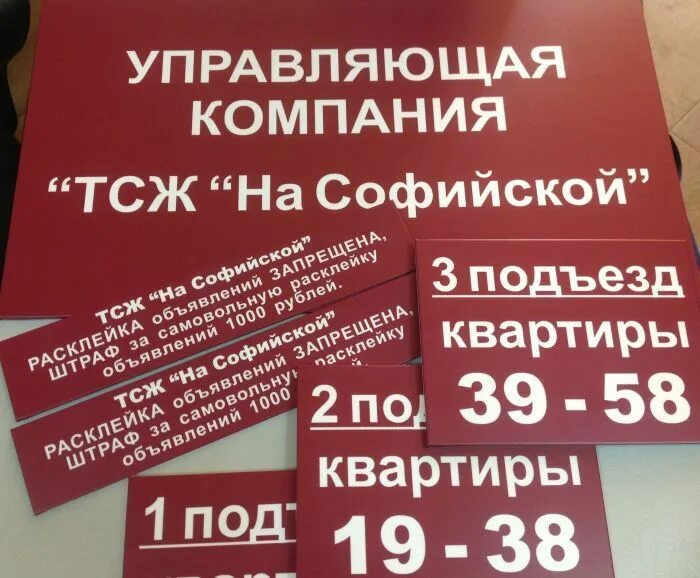 УПРАВЛЯЮЩАЯ
КОМПАНИЯ
“ТСЖ “На Софийской”
ТСЖ “На Софийской”
РАСКЛЕЙКА объявлений ЗАПРЕЩЕНА,
ШТРАФ за самовольную расклейку
объявлений 1000 рублей.
ТСЖ “На Софийской”
РАСКЛЕЙКА объявлений ЗАПРЕЩЕНА,
ШТРАФ за самовольную расклейку
объявлений 1000
3 подъезд
квартиры
39 - 58
2 под
квартиры
19 - 38
1 подъ